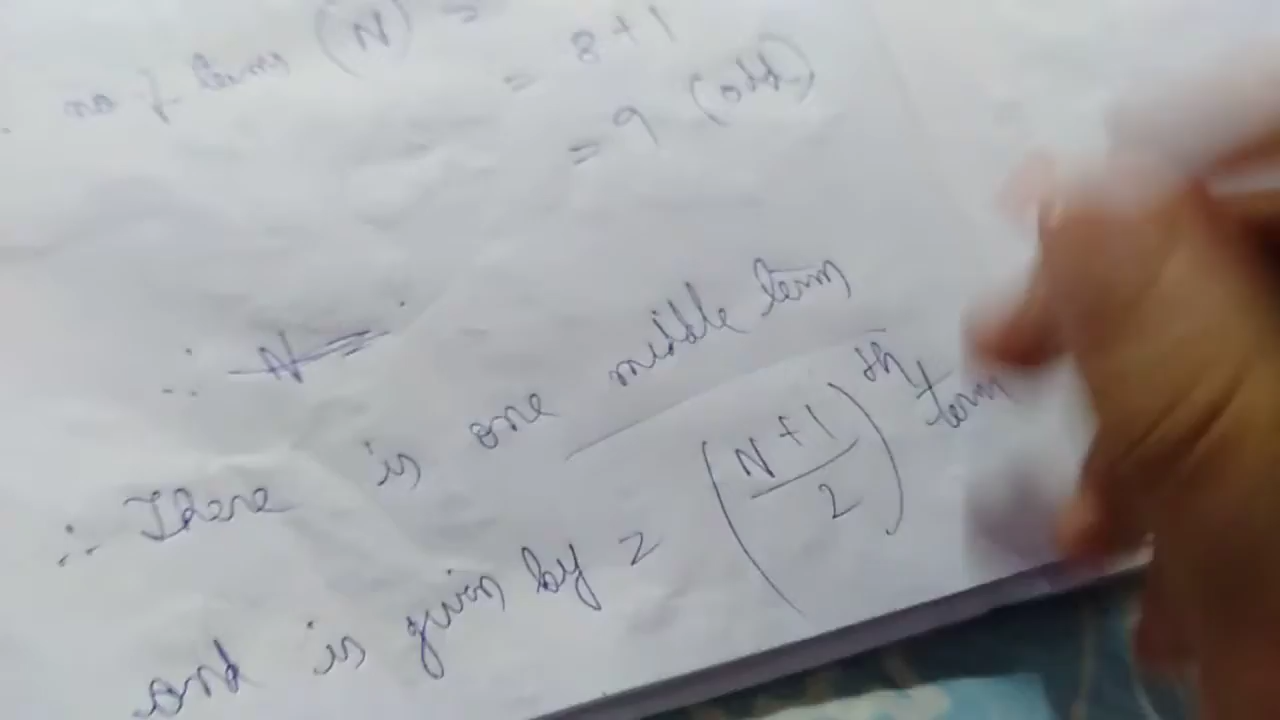 no of terms (N) =
= 8 + 1
= 9 (odd)
∴ N =
∴ There is one middle term
and is given by = (N+1/2)th term